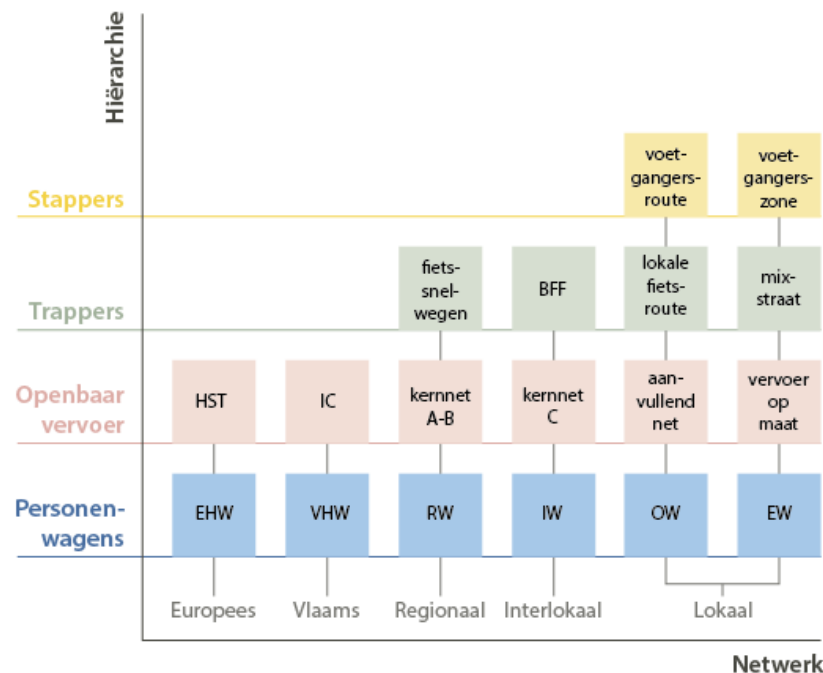 Hiërarchie
Stappers
voet-
gangers-
route
voet-
gangers-
zone
Trappers
fiets-
snel-
wegen
BFF
lokale
fiets-
route
mix-
straat
Openbaar
vervoer
HST
IC
kernnet
A-B
kernnet
C
aan-
vullend
net
vervoer
op
maat
Personen-
wagens
EHW
VHW
RW
IW
OW
EW
Europees
Vlaams
Regionaal
Interlokaal
Lokaal
Netwerk